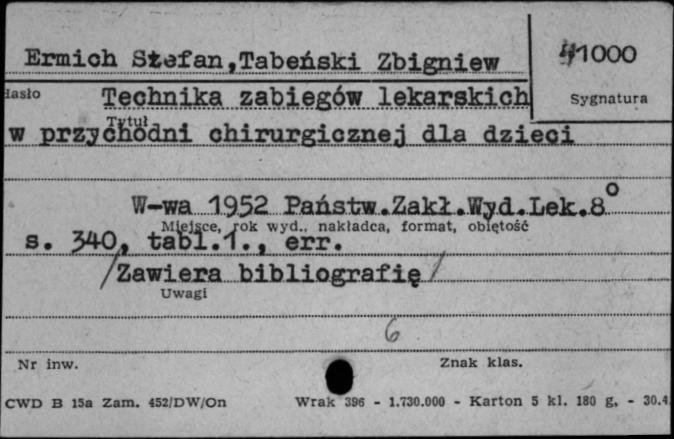 Ermich Stefan,Tabeński Zbigniew
41000
Hasło
Technika zabiegów lekarskich
Sygnatura
Tytuł
w przychodni chirurgicznej dla dzieci
W-wa 1952 Państw.Zakł.Wyd.Lek.8°
Miejsce, rok wyd., nakładca, format, objętość
s. 340, tabl.1., err.
/Zawiera bibliografię/
Uwagi
6
Nr inw.
Znak klas.
CWD B 15a Zam. 452/DW/On
Wrak 396 - 1.730.000 - Karton 5 kl. 180 g. - 30.4